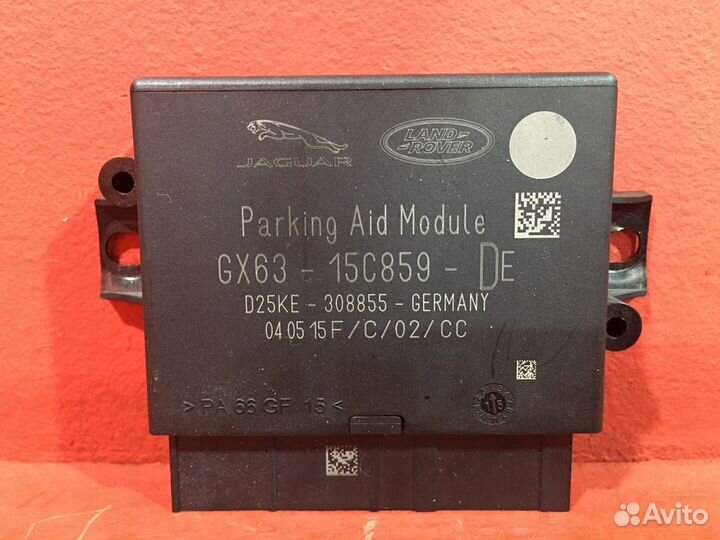 JAGUAR
LAND
ROVER
Parking Aid Module
GX63 - 15C859 - DE
D25KE - 308855 - GERMANY
04 05 15 F/C/02/CC
>PA 66 GF 15<
15
Avito